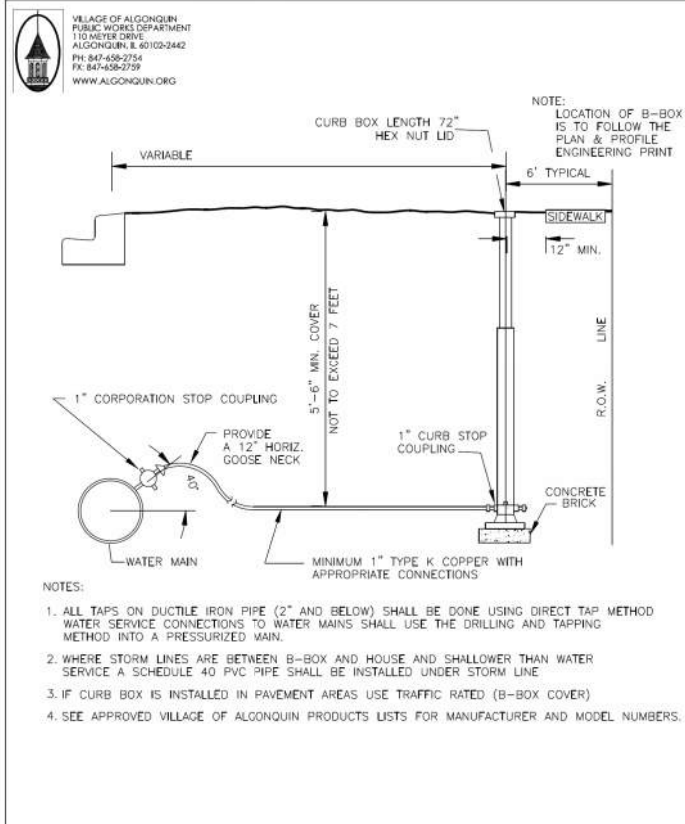 VILLAGE OF ALGONQUIN
PUBLIC WORKS DEPARTMENT
110 MEYER DRIVE
ALGONQUIN, IL 60102-2442
PH: 847-658-2754
FX: 847-658-2759
WWW.ALGONQUIN.ORG
NOTE:
LOCATION OF B-BOX
IS TO FOLLOW THE
PLAN & PROFILE
ENGINEERING PRINT
CURB BOX LENGTH 72"
HEX NUT LID
VARIABLE
6' TYPICAL
SIDEWALK
12" MIN.
5'-6" MIN. COVER
NOT TO EXCEED 7 FEET
R.O.W. LINE
1" CORPORATION STOP COUPLING
PROVIDE
A 12" HORIZ.
GOOSE NECK
40°
1" CURB STOP
COUPLING
CONCRETE
BRICK
WATER MAIN
MINIMUM 1" TYPE K COPPER WITH
APPROPRIATE CONNECTIONS
NOTES:
1. ALL TAPS ON DUCTILE IRON PIPE (2" AND BELOW) SHALL BE DONE USING DIRECT TAP METHOD
WATER SERVICE CONNECTIONS TO WATER MAINS SHALL USE THE DRILLING AND TAPPING
METHOD INTO A PRESSURIZED MAIN.
2. WHERE STORM LINES ARE BETWEEN B-BOX AND HOUSE AND SHALLOWER THAN WATER
SERVICE A SCHEDULE 40 PVC PIPE SHALL BE INSTALLED UNDER STORM LINE
3. IF CURB BOX IS INSTALLED IN PAVEMENT AREAS USE TRAFFIC RATED (B-BOX COVER)
4. SEE APPROVED VILLAGE OF ALGONQUIN PRODUCTS LISTS FOR MANUFACTURER AND MODEL NUMBERS.